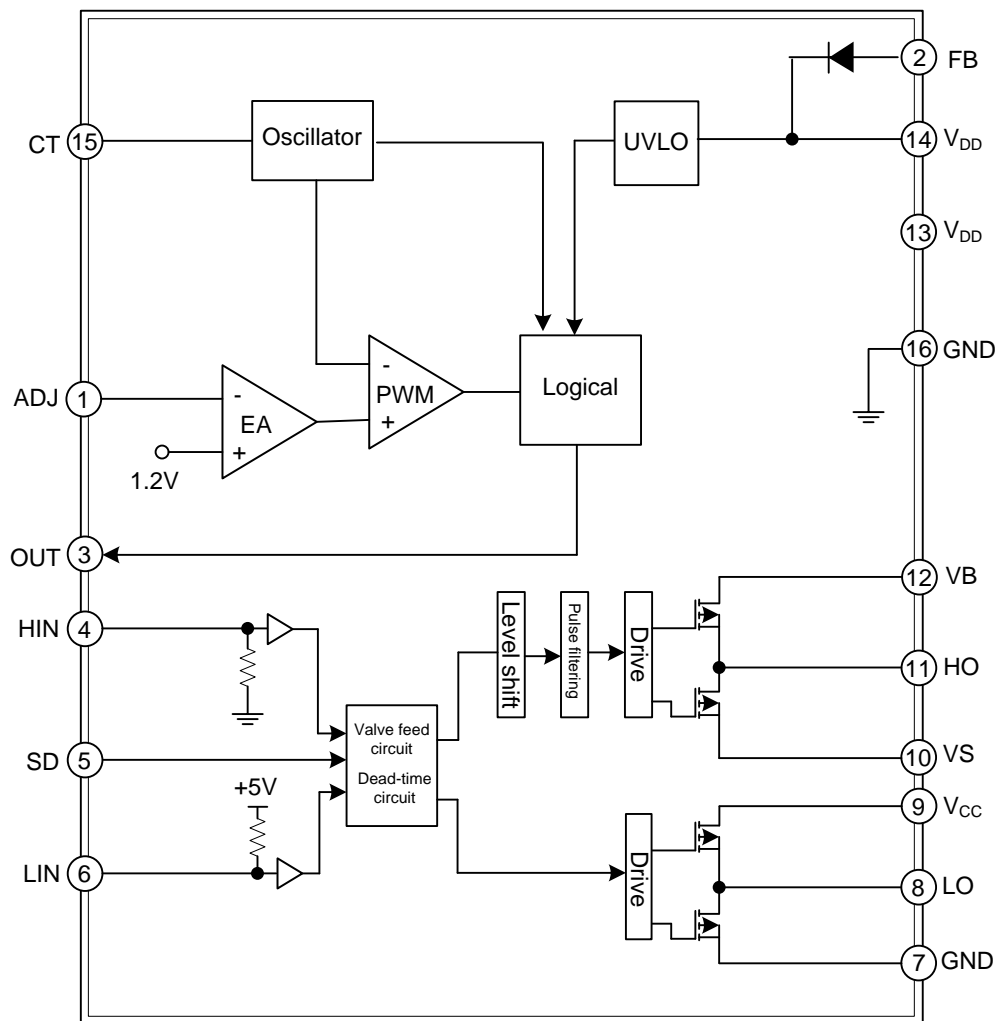 2 FB
CT 15 Oscillator UVLO 14 VDD
13 VDD
16 GND
ADJ 1 - EA + - PWM + Logical
1.2V
OUT 3
12 VB
HIN 4
Level shift
Pulse filtering
Drive
11 HO
SD 5
Valve feed
circuit
Dead-time
circuit
10 VS
+5V
9 VCC
LIN 6
Drive
8 LO
7 GND